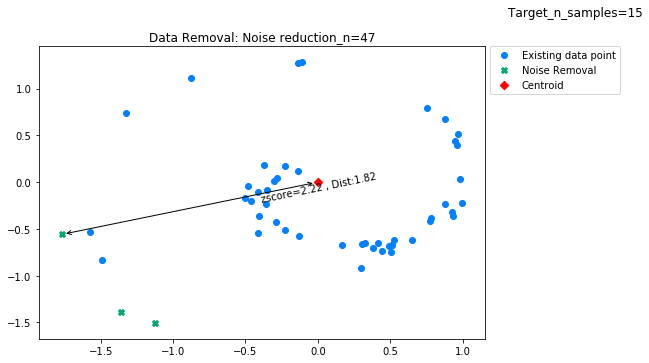 Target_n_samples=15
Data Removal: Noise reduction_n=47
Existing data point
Noise Removal
Centroid
1.0
0.5
0.0
−0.5
−1.0
−1.5
zscore=2.22 , Dist:1.82
−1.5
−1.0
−0.5
0.0
0.5
1.0